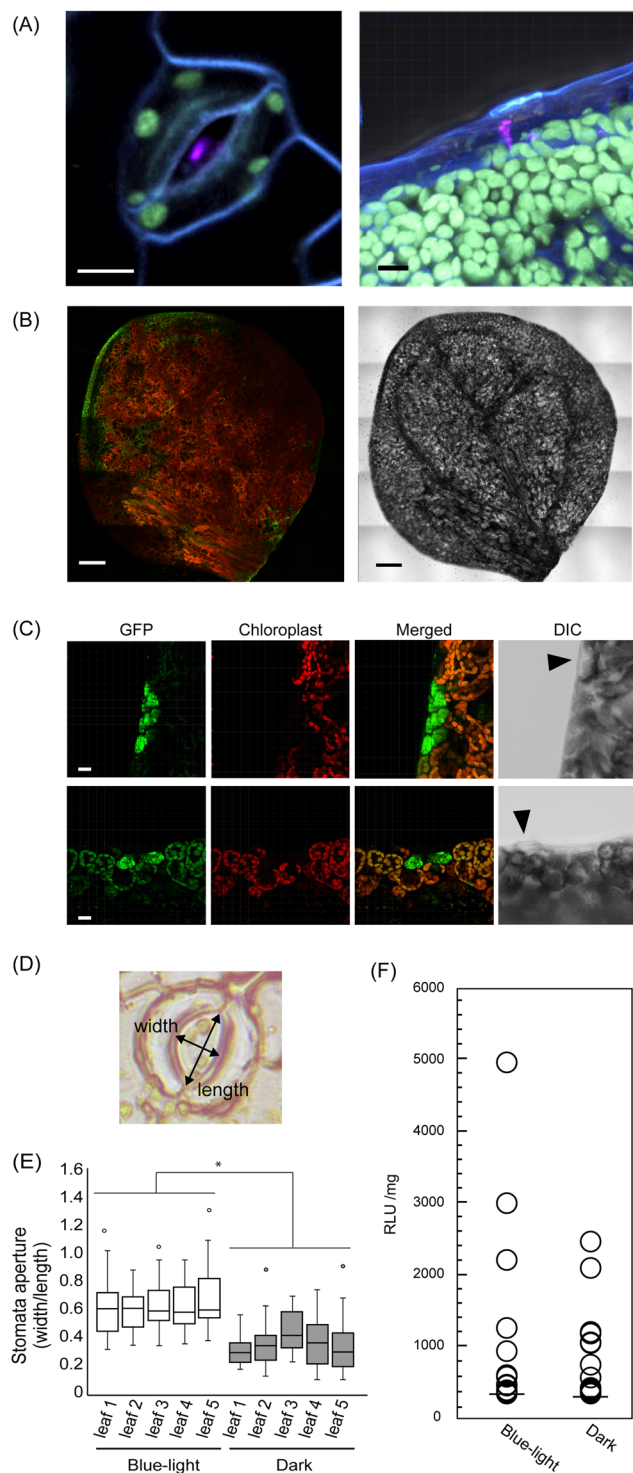 (A)
(B)
(C)
GFP Chloroplast Merged DIC
(D)
width
length
(E)
Stomata aperture
(width/length)
1.6
1.4
1.2
1.0
0.8
0.6
0.4
0.2
0
*
leaf 1 leaf 2 leaf 3 leaf 4 leaf 5 leaf 1 leaf 2 leaf 3 leaf 4 leaf 5
Blue-light Dark
(F)
RLU /mg
6000
5000
4000
3000
2000
1000
0
Blue-light Dark